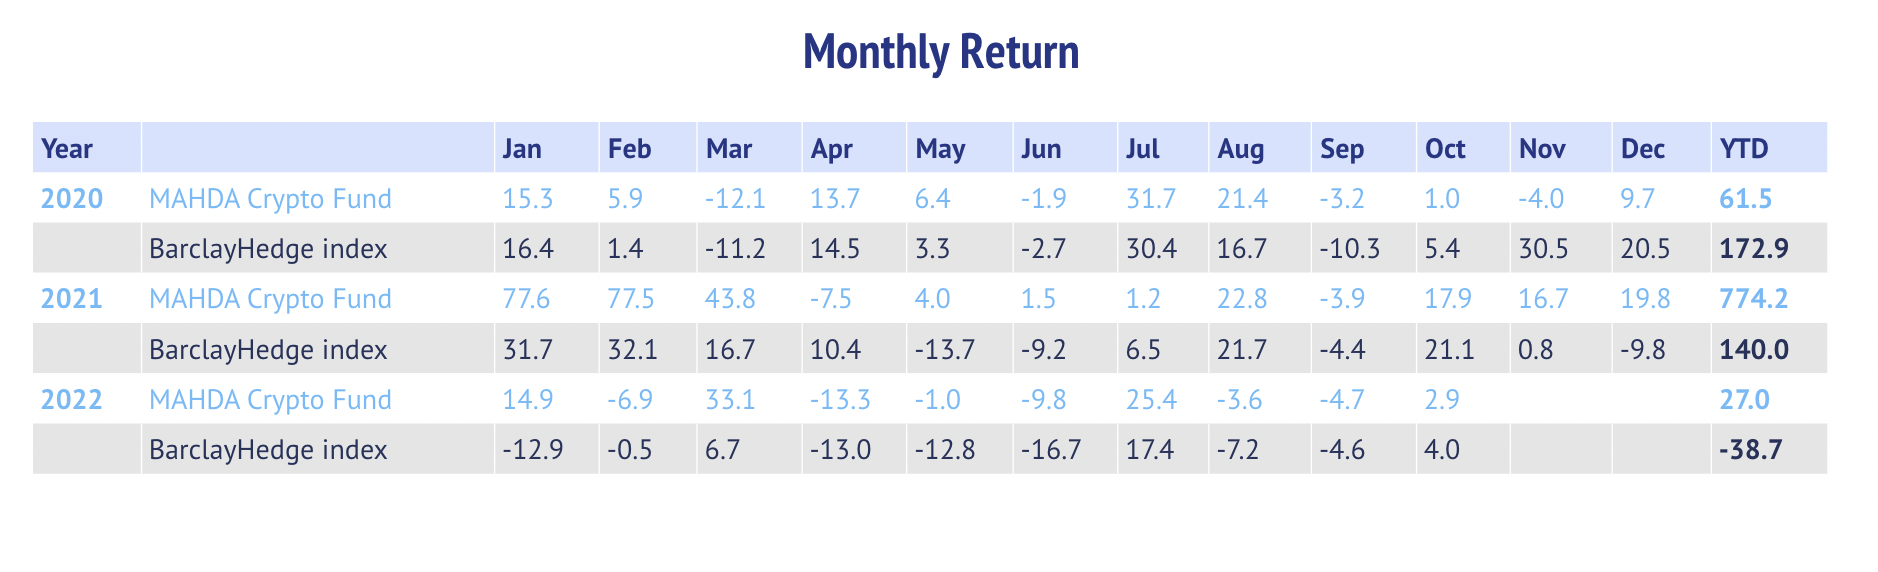 Monthly Return
Year Jan Feb Mar Apr May Jun Jul Aug Sep Oct Nov Dec YTD
2020 MAHDA Crypto Fund 15.3 5.9 -12.1 13.7 6.4 -1.9 31.7 21.4 -3.2 1.0 -4.0 9.7 61.5
BarclayHedge index 16.4 1.4 -11.2 14.5 3.3 -2.7 30.4 16.7 -10.3 5.4 30.5 20.5 172.9
2021 MAHDA Crypto Fund 77.6 77.5 43.8 -7.5 4.0 1.5 1.2 22.8 -3.9 17.9 16.7 19.8 774.2
BarclayHedge index 31.7 32.1 16.7 10.4 -13.7 -9.2 6.5 21.7 -4.4 21.1 0.8 -9.8 140.0
2022 MAHDA Crypto Fund 14.9 -6.9 33.1 -13.3 -1.0 -9.8 25.4 -3.6 -4.7 2.9 27.0
BarclayHedge index -12.9 -0.5 6.7 -13.0 -12.8 -16.7 17.4 -7.2 -4.6 4.0 -38.7